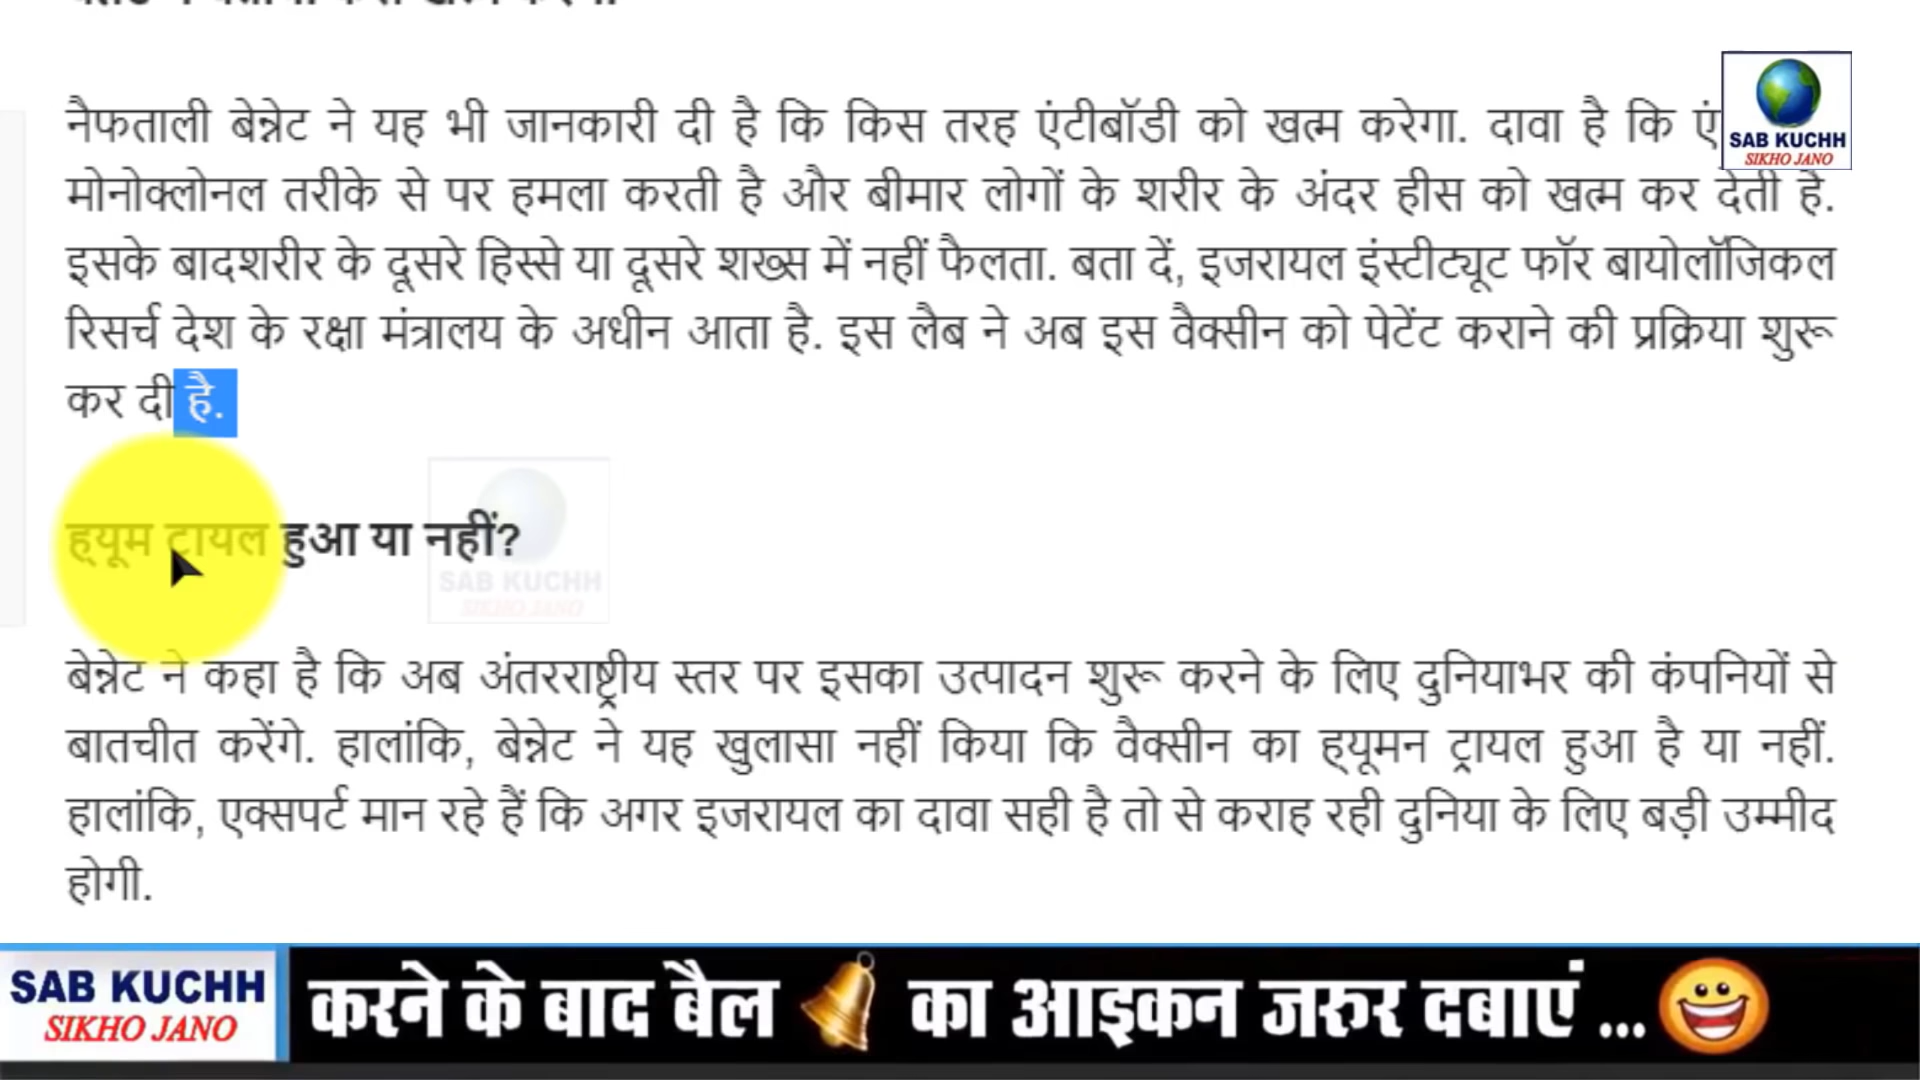 नैफताली बेन्नेट ने यह भी जानकारी दी है कि किस तरह एंटीबॉडी को खत्म करेगा. दावा है कि
मोनोक्लोनल तरीके से पर हमला करती है और बीमार लोगों के शरीर के अंदर हीस को खत्म कर देती है.
इसके बादशरीर के दूसरे हिस्से या दूसरे शख्स में नहीं फैलता. बता दें, इजरायल इंस्टीट्यूट फॉर बायोलॉजिकल
रिसर्च देश के रक्षा मंत्रालय के अधीन आता है. इस लैब ने अब इस वैक्सीन को पेटेंट कराने की प्रक्रिया शुरू
कर दी है.
SAB KUCHH
SIKHO JANO
ह्यूम ट्रायल हुआ या नहीं?
SAB KUCHH
SIKHO JANO
बेन्नेट ने कहा है कि अब अंतरराष्ट्रीय स्तर पर इसका उत्पादन शुरू करने के लिए दुनियाभर की कंपनियों से
बातचीत करेंगे. हालांकि, बेन्नेट ने यह खुलासा नहीं किया कि वैक्सीन का ह्यूमन ट्रायल हुआ है या नहीं.
हालांकि, एक्सपर्ट मान रहे हैं कि अगर इजरायल का दावा सही है तो से कराह रही दुनिया के लिए बड़ी उम्मीद
होगी.
SAB KUCHH
SIKHO JANO
करने के बाद बैल का आइकन जरुर दबाएं ...